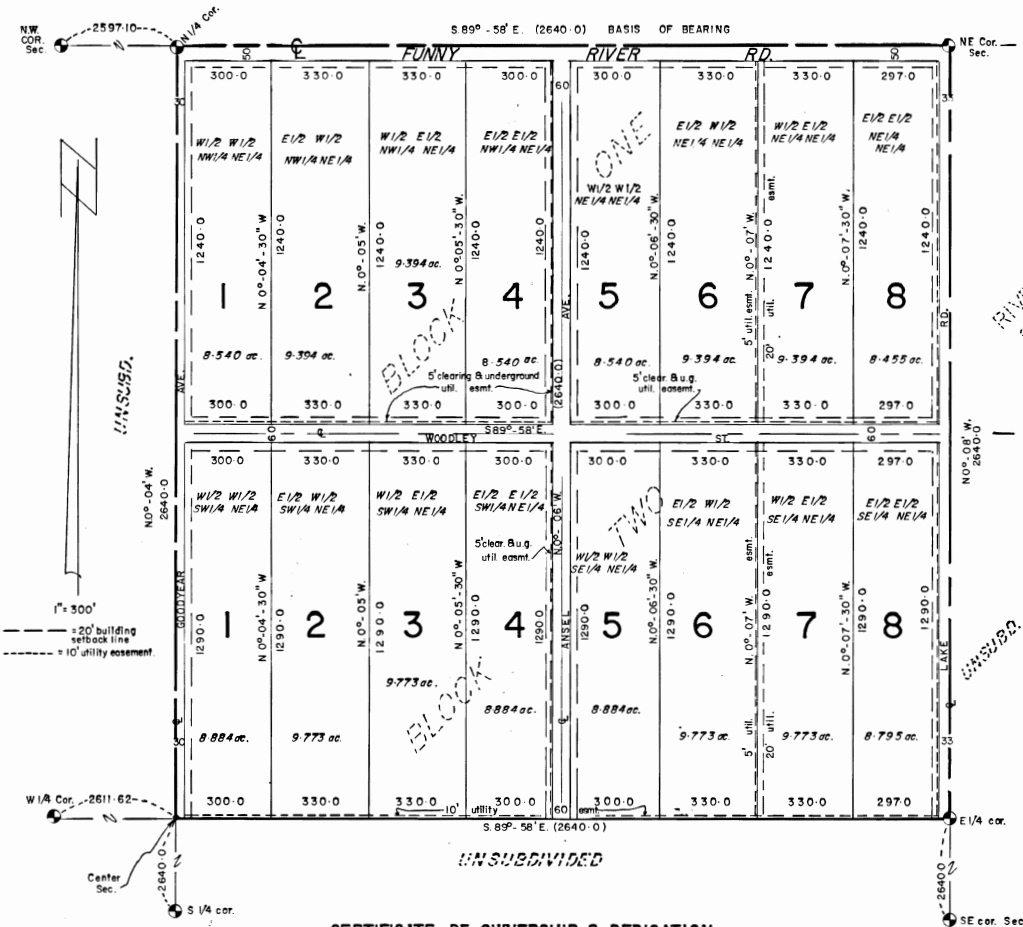 N.W. COR. Sec.
2597·10
N 1/4 Cor.
S.89° - 58' E. (2640·0) BASIS OF BEARING
NE Cor. Sec.
50
℄
FUNNY RIVER RD.
50
300·0 330·0 330·0 300·0 60 300·0 330·0 330·0 297·0
30
33
W1/2 W1/2 NW1/4 NE1/4
E1/2 W1/2 NW1/4 NE1/4
W1/2 E1/2 NW1/4 NE1/4
E1/2 E1/2 NW1/4 NE1/4
ONE
W1/2 W1/2 NE1/4 NE1/4
E1/2 W1/2 NE1/4 NE1/4
W1/2 E1/2 NE1/4 NE1/4
E1/2 E1/2 NE1/4 NE1/4
1240·0
N 0°-04'-30" W
1240·0
N.0°-05' W.
9·394 ac.
N 0°05'-30" W
1240·0
1240·0
1240·0
N.0°-06'-30" W.
1240·0
5' util. esmt. N.0°-07' W.
20' util. 1240·0 esmt.
N.0°-07'-30" W.
1240·0
1240·0
1 2 3 4 5 6 7 8
AVE.
RD.
UNSUBD.
BLOCK
8·540 ac. 9·394 ac. 8·540 ac. 8·540 ac. 9·394 ac. 9·394 ac. 8·455 ac.
5' clearing & underground util. esmt.
5' clear. & u.g. util. easemt.
(2640·0)
AVE.
300·0 330·0 330·0 300·0 300·0 330·0 330·0 297·0
60
℄
S89°-58' E.
WOODLEY ST.
60
300·0 330·0 330·0 300·0 300·0 330·0 330·0 297·0
N.0°-04' W. 2640·0
N.0°-08' W. 2640·0
W1/2 W1/2 SW1/4 NE1/4
E1/2 W1/2 SW1/4 NE1/4
W1/2 E1/2 SW1/4 NE1/4
E1/2 E1/2 SW1/4 NE1/4
TWO
W1/2 W1/2 SE1/4 NE1/4
E1/2 W1/2 SE1/4 NE1/4
W1/2 E1/2 SE1/4 NE1/4
E1/2 E1/2 SE1/4 NE1/4
5' clear. & u.g. util easmt.
N.0°-06' W.
GOODYEAR
1290·0
N 0°-04'-30" W
1290·0
N.0°-05' W.
1290·0
N 0°-05'-30" W
1290·0
1290·0
ANSEL
1290·0
N.0°-06'-30" W
1290·0
N.0°-07' W.
esmt.
1290·0 esmt.
N.0°-07'-30" W
1290·0
1290·0
LAKE
1 2 3 4 5 6 7 8
UNSUBD.
1"= 300'
= 20' building setback line
= 10' utility easement.
9·773 ac.
BLOCK
8·884 ac. 8·884 ac.
8·884 ac. 9·773 ac. 9·773 ac. 9·773 ac. 8·795 ac.
5' util.
20' util.
℄
30
℄
℄
33
W 1/4 Cor.
2611·62
300·0 330·0 330·0 300·0 300·0 330·0 330·0 297·0
10' utility 60 esmt.
E 1/4 cor.
S.89°-58' E. (2640·0)
UNSUBDIVIDED
Center Sec.
2640·0
S 1/4 cor.
2640·0
SE cor. Sec